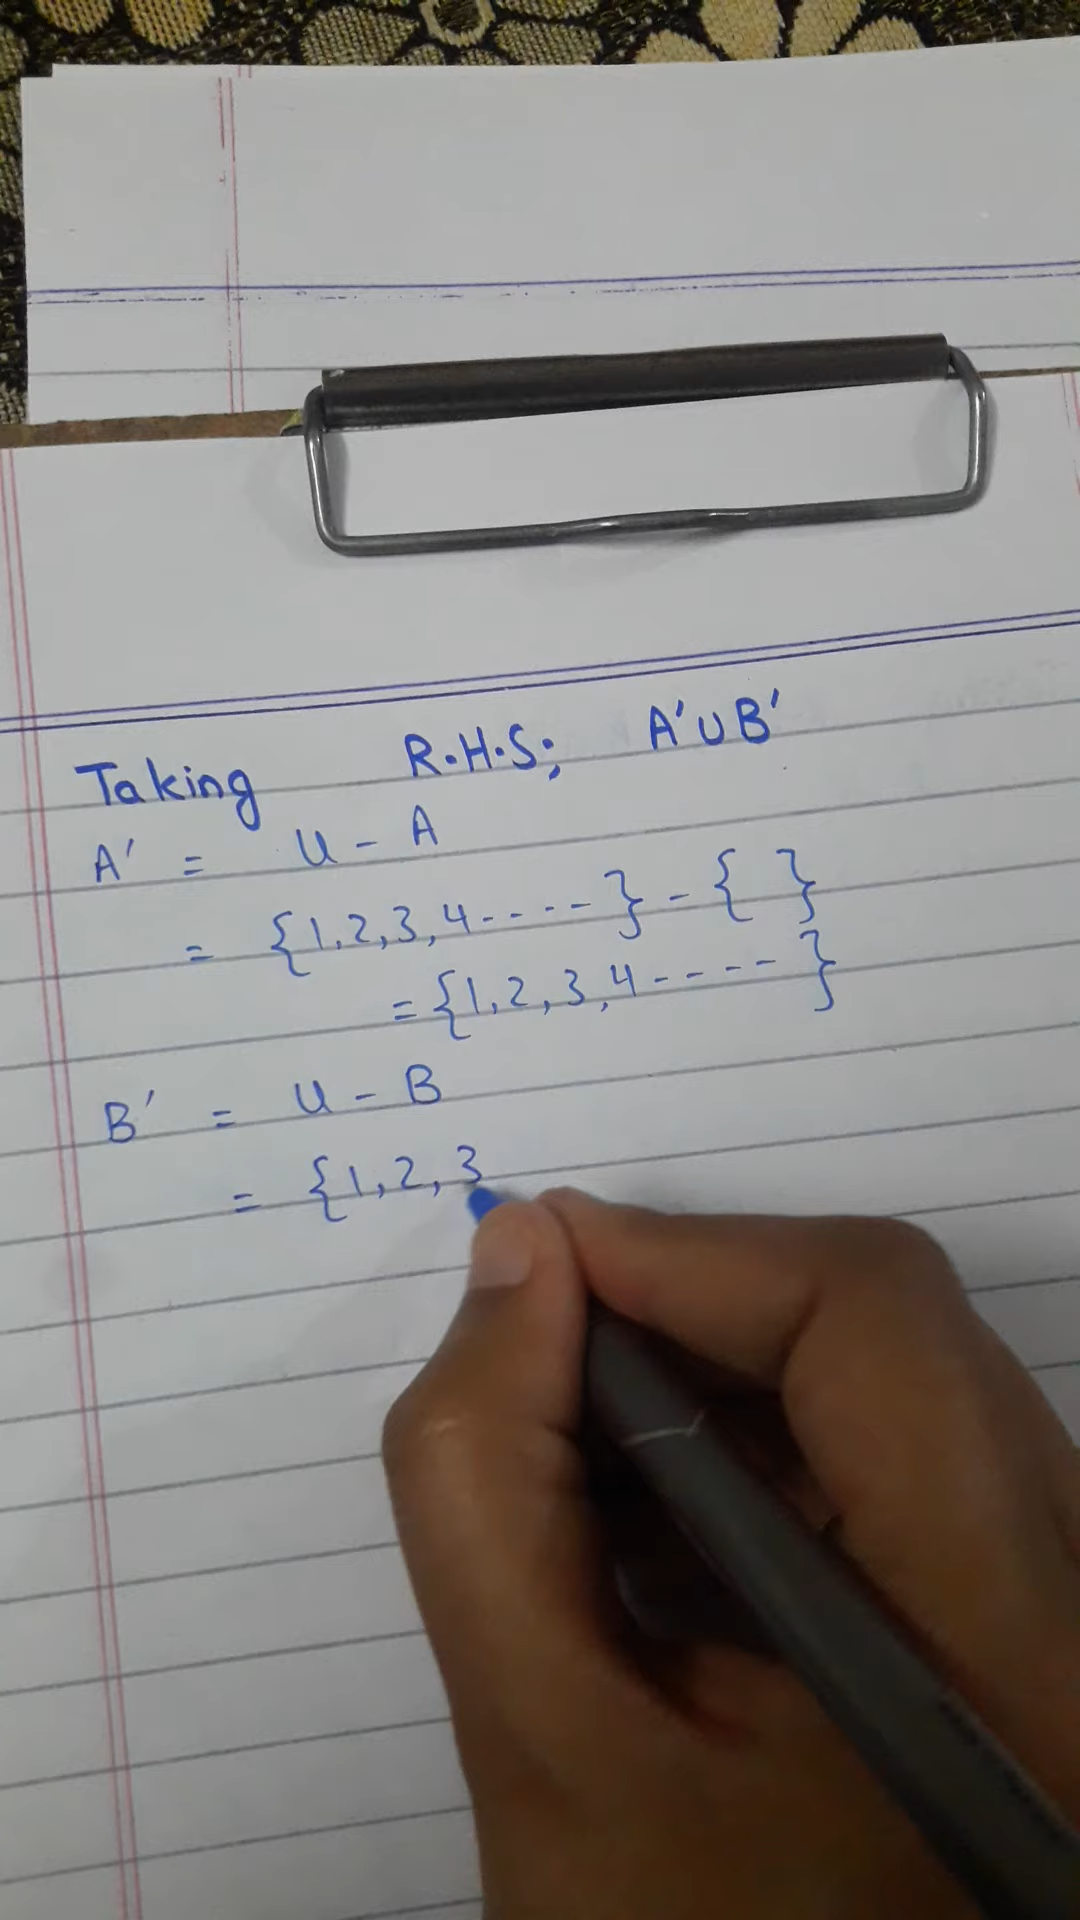 Taking R.H.S; A'∪B'
A' = U - A
= {1,2,3,4----} - { }
= {1,2,3,4----}
B' = U - B
= {1,2,3